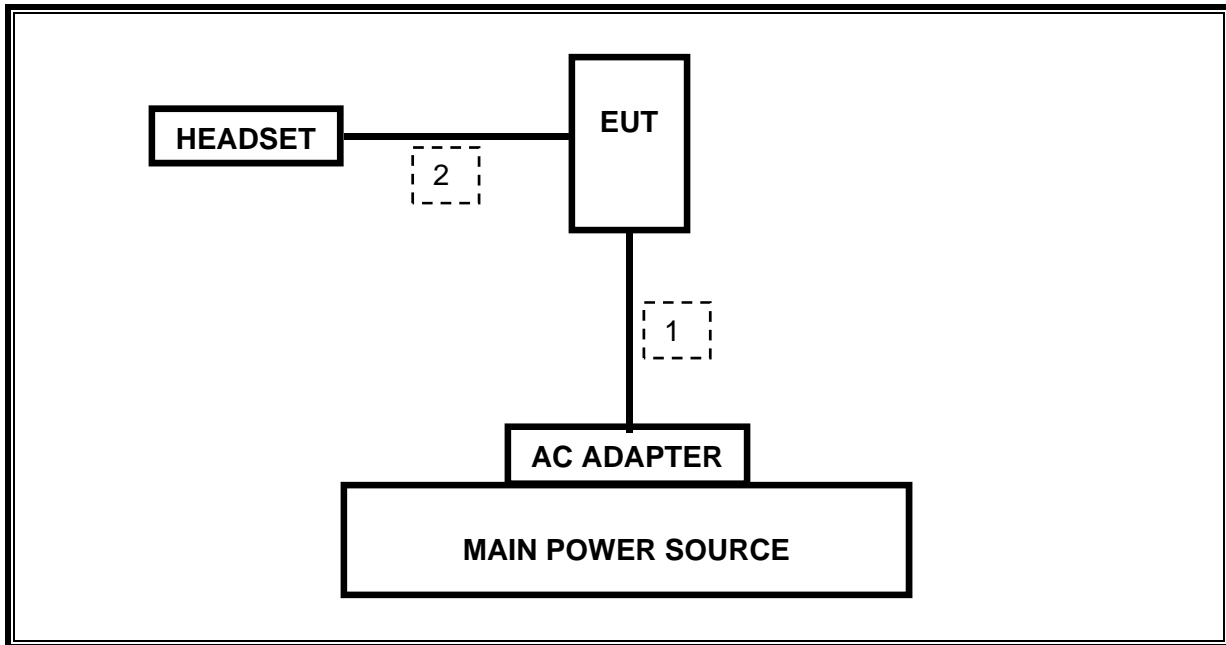 EUT
HEADSET
2
1
AC ADAPTER
MAIN POWER SOURCE